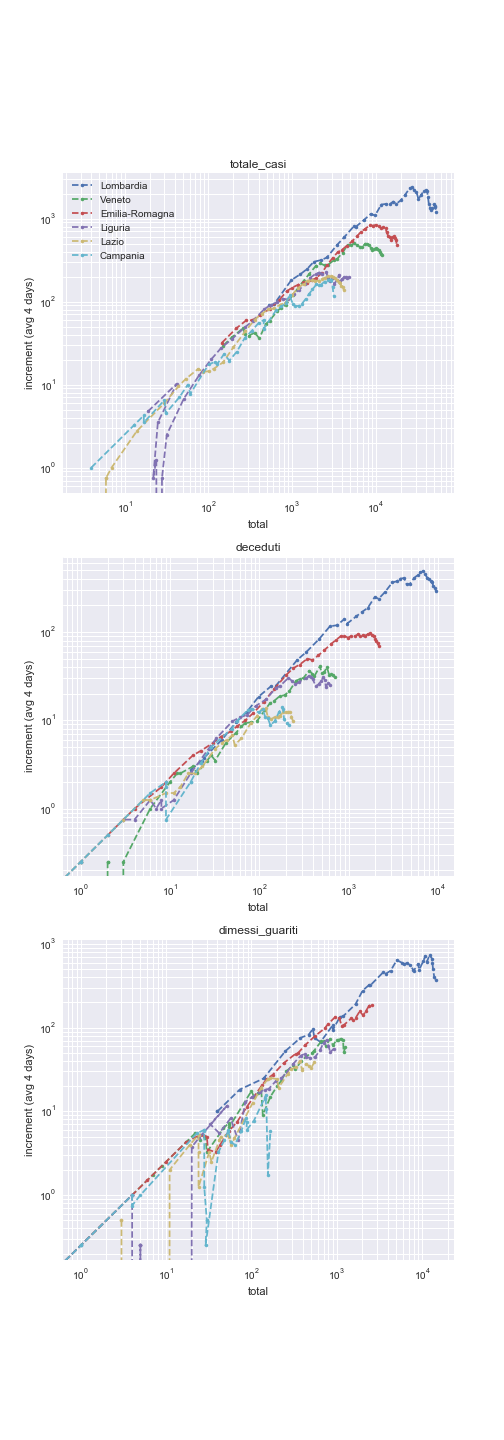 totale_casi
Lombardia
Veneto
Emilia-Romagna
Liguria
Lazio
Campania
increment (avg 4 days)
10³
10²
10¹
10⁰
10¹ 10² 10³ 10⁴
total
deceduti
increment (avg 4 days)
10²
10¹
10⁰
10⁰ 10¹ 10² 10³ 10⁴
total
dimessi_guariti
increment (avg 4 days)
10³
10²
10¹
10⁰
10⁰ 10¹ 10² 10³ 10⁴
total